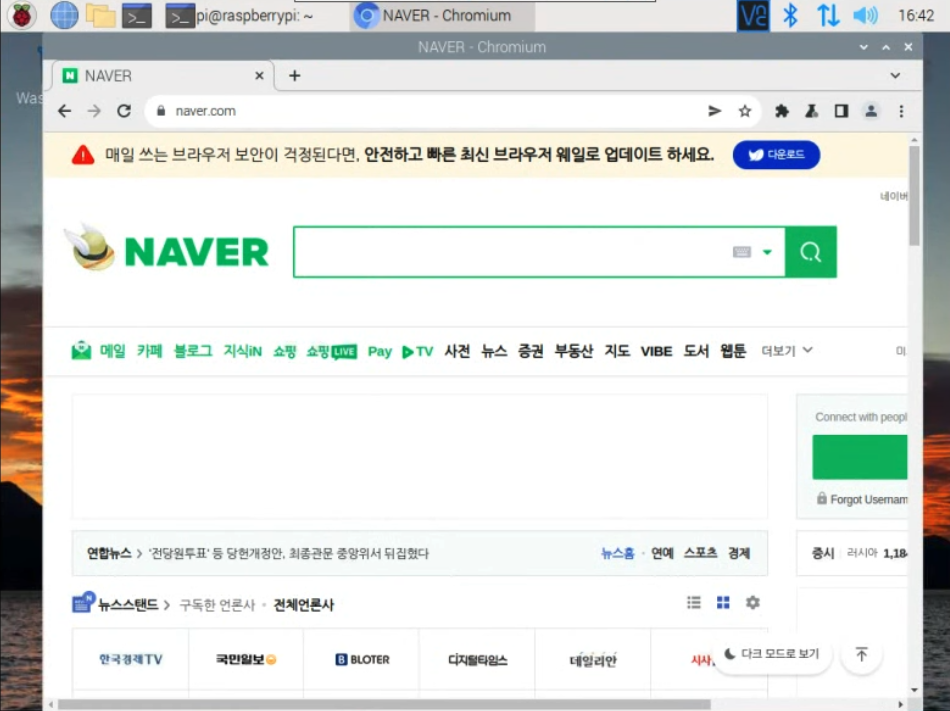 pi@raspberrypi: ~
NAVER - Chromium
16:42
NAVER - Chromium
NAVER
naver.com
매일 쓰는 브라우저 보안이 걱정된다면, 안전하고 빠른 최신 브라우저 웨일로 업데이트 하세요.
다운로드
네이버
NAVER
메일 카페 블로그 지식iN 쇼핑 쇼핑LIVE Pay TV 사전 뉴스 증권 부동산 지도 VIBE 도서 웹툰 더보기
Connect with peopl
Forgot Usernam
연합뉴스 > '전당원투표' 등 당헌개정안, 최종관문 중앙위서 뒤집혔다
뉴스홈 · 연예 스포츠 경제
증시 러시아 1,184
뉴스스탠드 > 구독한 언론사 · 전체언론사
한국경제TV 국민일보 BLOTER 디지털타임스 데일리안 시사
다크 모드로 보기